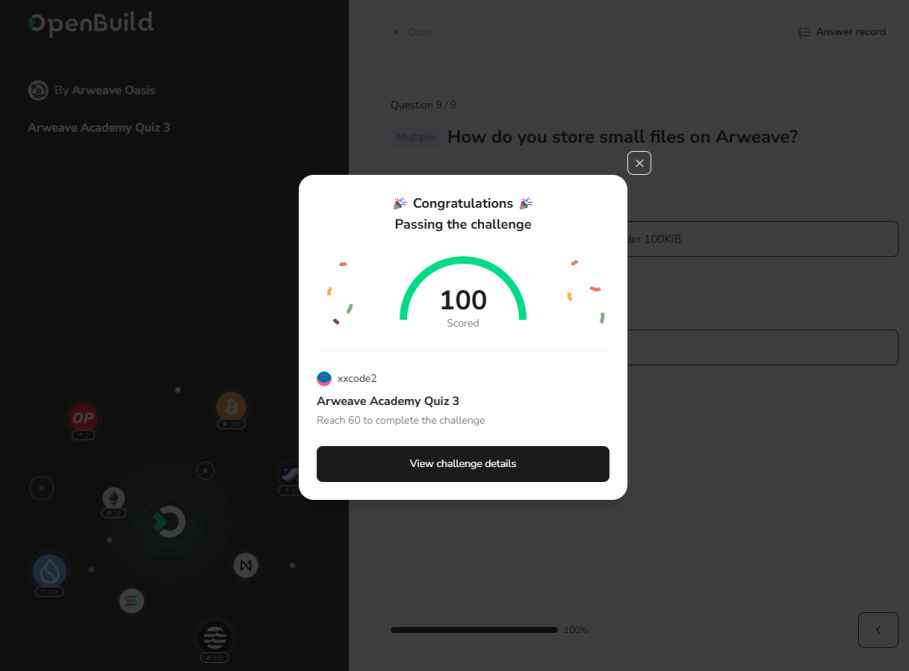 OpenBuild
By Arweave Oasis
Arweave Academy Quiz 3
Close
Answer record
Question 9 / 9
Multiple How do you store small files on Arweave?
100KiB
🎉 Congratulations 🎉
Passing the challenge
100
Scored
xxcode2
Arweave Academy Quiz 3
Reach 60 to complete the challenge
View challenge details
OP
100%